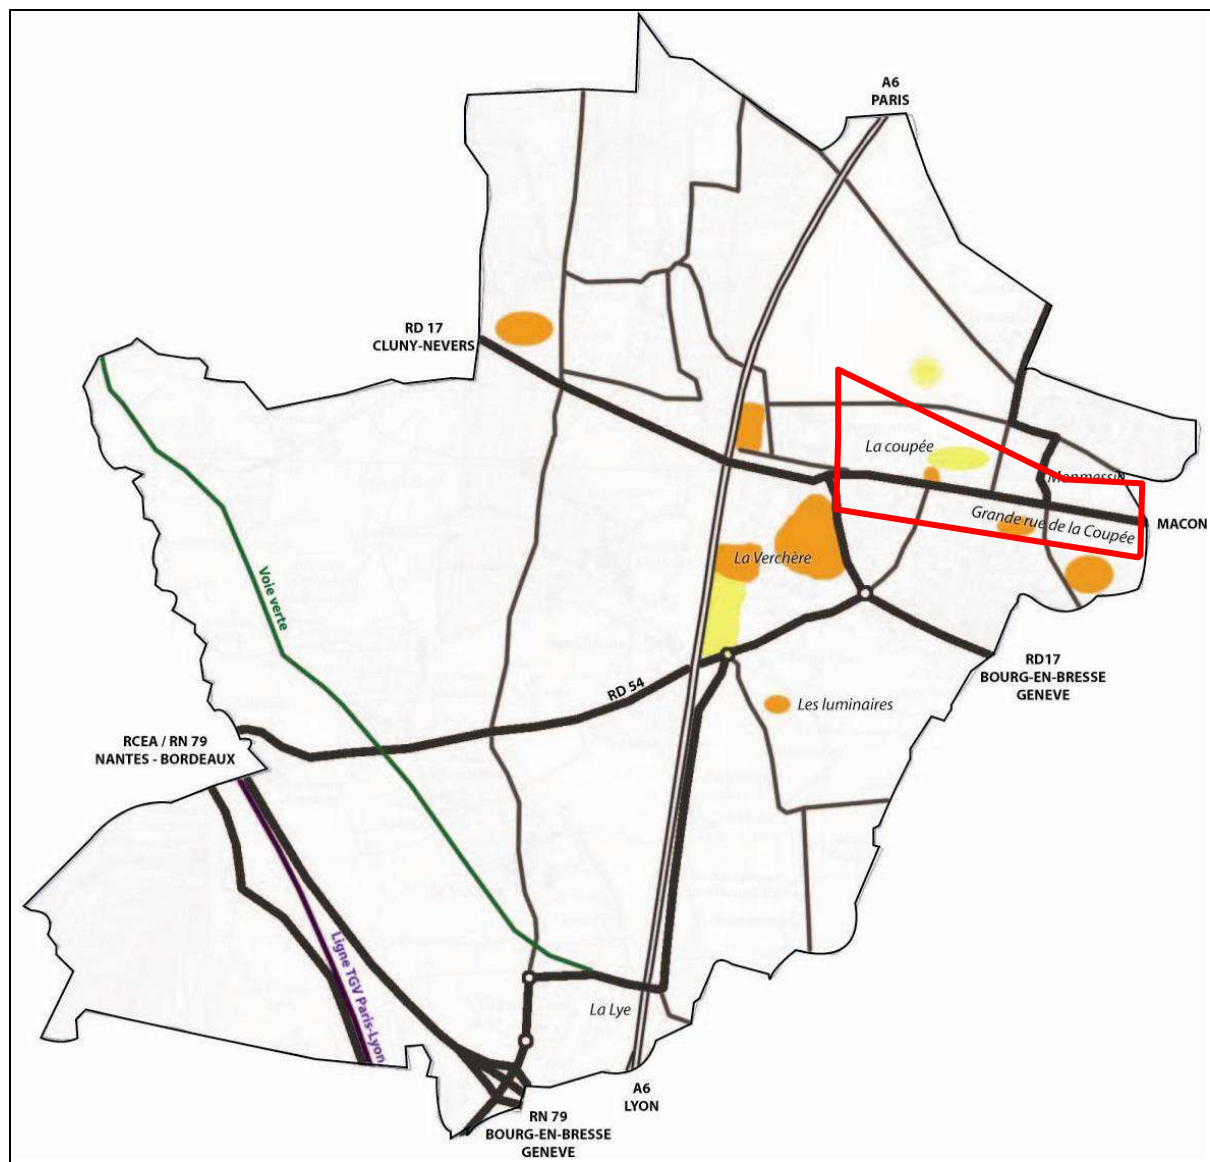 A6
PARIS
RD 17
CLUNY-NEVERS
La coupée
Monmessin
Grande rue de la Coupée
MACON
La Verchère
Voie verte
RD17
BOURG-EN-BRESSE
GENEVE
RD 54
Les luminaires
RCEA / RN 79
NANTES - BORDEAUX
Ligne TGV Paris-Lyon
La Lye
A6
LYON
RN 79
BOURG-EN-BRESSE
GENEVE